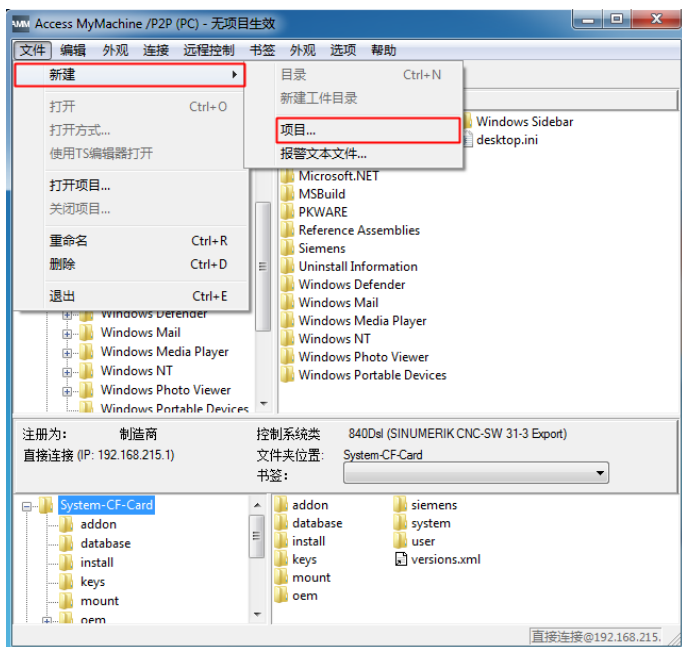 Access MyMachine /P2P (PC) - 无项目生效
文件 编辑 外观 连接 远程控制 书签 外观 选项 帮助
新建
打开 Ctrl+O
打开方式...
使用TS编辑器打开
打开项目...
关闭项目...
重命名 Ctrl+R
删除 Ctrl+D
退出 Ctrl+E
目录 Ctrl+N
新建工件目录
项目...
报警文本文件...
Windows Sidebar
desktop.ini
Microsoft.NET
MSBuild
PKWARE
Reference Assemblies
Siemens
Uninstall Information
Windows Defender
Windows Mail
Windows Media Player
Windows NT
Windows Photo Viewer
Windows Portable Devices
Windows Defender
Windows Mail
Windows Media Player
Windows NT
Windows Photo Viewer
Windows Portable Devices
注册为: 制造商 控制系统类 840Dsl (SINUMERIK CNC-SW 31-3 Export)
直接连接 (IP: 192.168.215.1) 文件夹位置: System-CF-Card
书签:
System-CF-Card
addon
database
install
keys
mount
oem
addon
database
install
keys
mount
oem
siemens
system
user
versions.xml
直接连接@192.168.215.